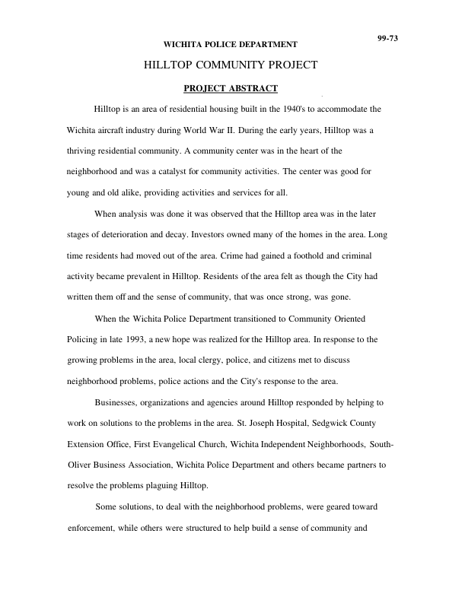 99-73
WICHITA POLICE DEPARTMENT
HILLTOP COMMUNITY PROJECT
PROJECT ABSTRACT
Hilltop is an area of residential housing built in the 1940's to accommodate the
Wichita aircraft industry during World War II. During the early years, Hilltop was a
thriving residential community. A community center was in the heart of the
neighborhood and was a catalyst for community activities. The center was good for
young and old alike, providing activities and services for all.
When analysis was done it was observed that the Hilltop area was in the later
stages of deterioration and decay. Investors owned many of the homes in the area. Long
time residents had moved out of the area. Crime had gained a foothold and criminal
activity became prevalent in Hilltop. Residents of the area felt as though the City had
written them off and the sense of community, that was once strong, was gone.
When the Wichita Police Department transitioned to Community Oriented
Policing in late 1993, a new hope was realized for the Hilltop area. In response to the
growing problems in the area, local clergy, police, and citizens met to discuss
neighborhood problems, police actions and the City's response to the area.
Businesses, organizations and agencies around Hilltop responded by helping to
work on solutions to the problems in the area. St. Joseph Hospital, Sedgwick County
Extension Office, First Evangelical Church, Wichita Independent Neighborhoods, South-
Oliver Business Association, Wichita Police Department and others became partners to
resolve the problems plaguing Hilltop.
Some solutions, to deal with the neighborhood problems, were geared toward
enforcement, while others were structured to help build a sense of community and